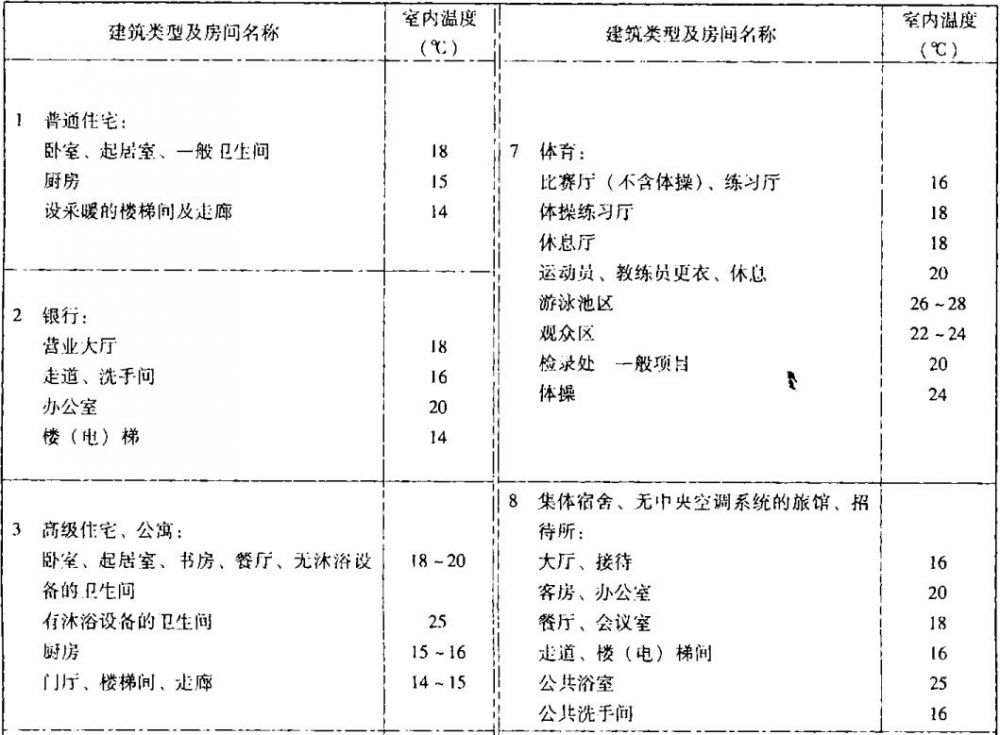 建筑类型及房间名称 室内温度
(℃)
1 普通住宅:
卧室、起居室、一般卫生间 18
厨房 15
设采暖的楼梯间及走廊 14
2 银行:
营业大厅 18
走道、洗手间 16
办公室 20
楼(电)梯 14
3 高级住宅、公寓:
卧室、起居室、书房、餐厅、无沐浴设 18~20
备的卫生间
有沐浴设备的卫生间 25
厨房 15~16
门厅、楼梯间、走廊 14~15
建筑类型及房间名称 室内温度
(℃)
7 体育:
比赛厅(不含体操)、练习厅 16
体操练习厅 18
休息厅 18
运动员、教练员更衣、休息 20
游泳池区 26~28
观众区 22~24
检录处 一般项目 20
体操 24
8 集体宿舍、无中央空调系统的旅馆、招
待所:
大厅、接待 16
客房、办公室 20
餐厅、会议室 18
走道、楼(电)梯间 16
公共浴室 25
公共洗手间 16